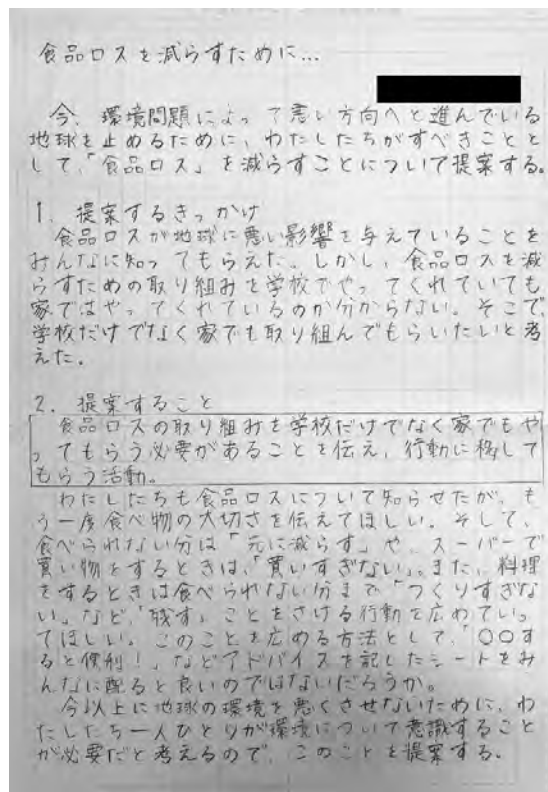 食品ロスを減らすために…
今、環境問題によって悪い方向へと進んでいる
地球を止めるために、わたしたちがすべきことと
して、「食品ロス」を減らすことについて提案する。
1．提案するきっかけ
食品ロスが地球に悪い影響を与えていることを
みんなに知ってもらえた。しかし、食品ロスを減
らすための取り組みを学校でやってくれていても
家ではやってくれているのか分からない。そこで、
学校だけでなく家でも取り組んでもらいたいと考
えた。
2．提案すること
食品ロスの取り組みを学校だけでなく家でもや
ってもらう必要があることを伝え、行動に移して
もらう活動。
わたしたちも食品ロスについて知らせたが、も
う一度食べ物の大切さを伝えてほしい。そして、
食べられない分は「元に減らす」や、スーパーで
買い物をするときは、「買いすぎない」。また、料理
をするときは食べられない分まで「つくりすぎな
い」など、「残す」ことをさける行動を広めていっ
てほしい。このことを広める方法として、「〇〇す
ると便利！」などアドバイスを記したシートをみ
んなに配ると良いのではないだろうか。
今以上に地球の環境を悪くさせないために、わ
たしたち一人ひとりが環境について意識すること
が必要だと考えるので、このことを提案する。